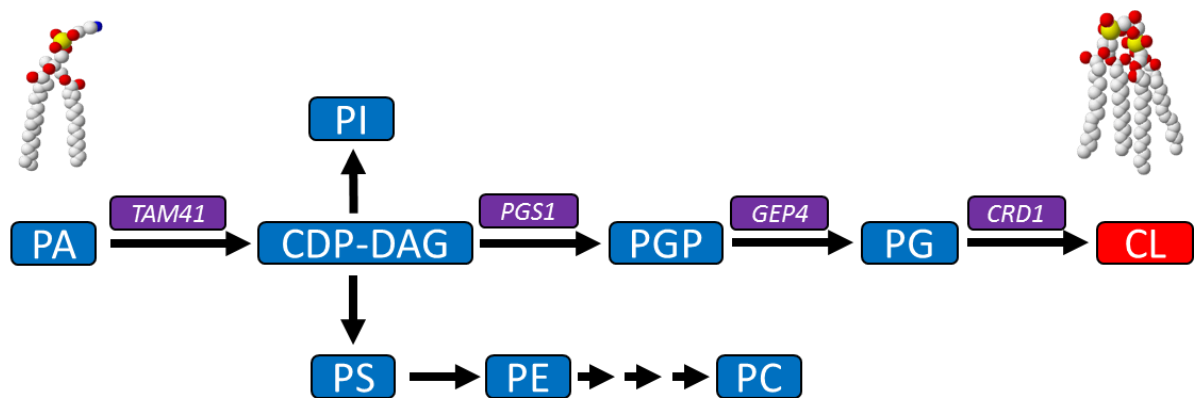 PI
TAM41
PGS1
GEP4
CRD1
PA
CDP-DAG
PGP
PG
CL
PS
PE
PC